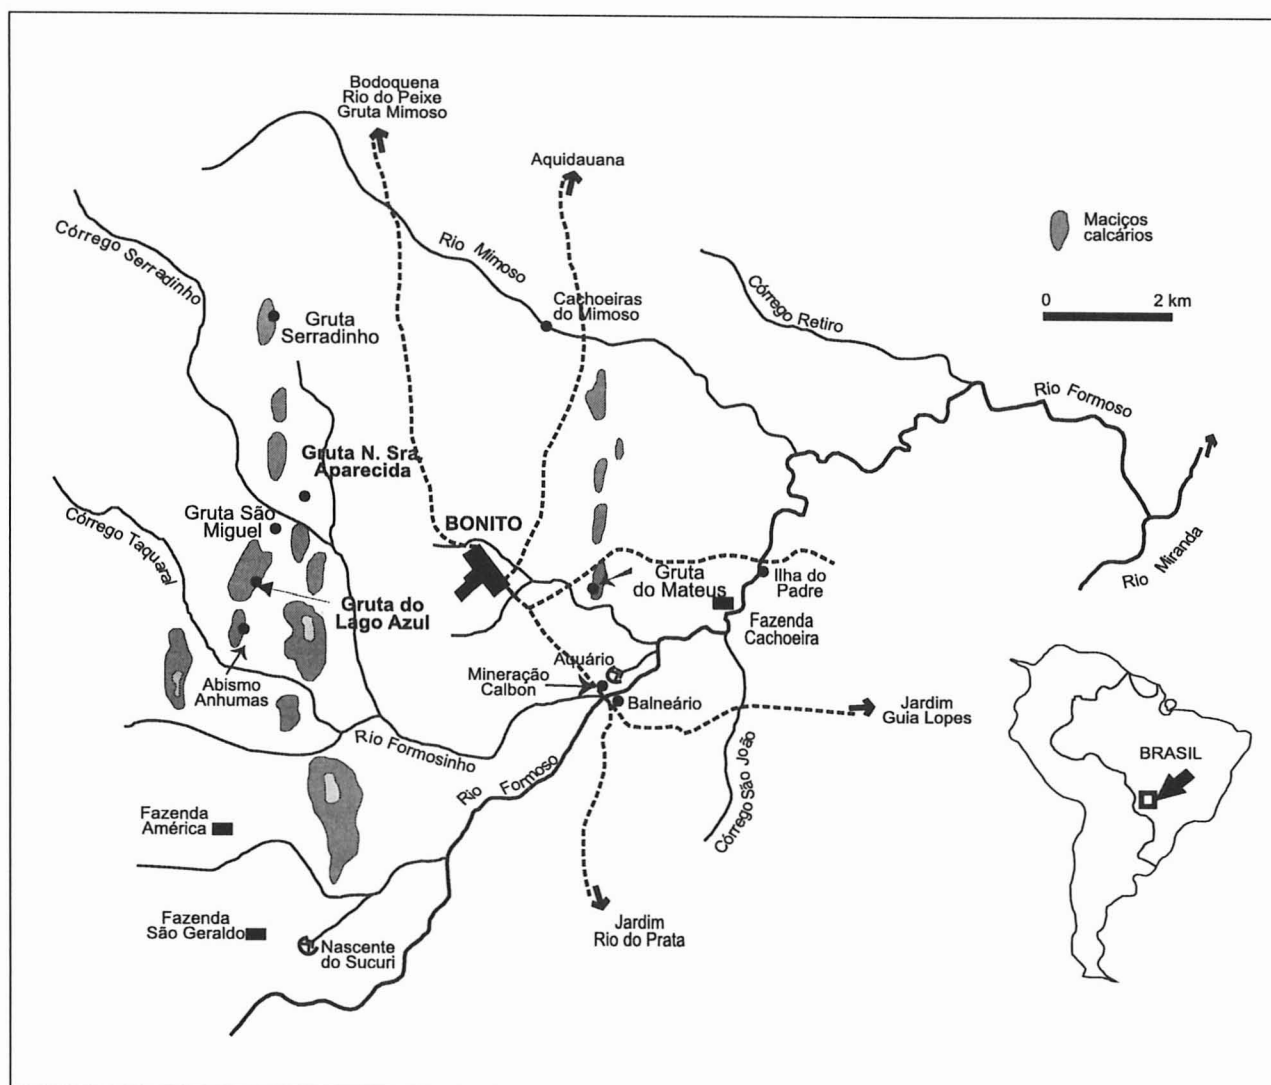 Bodoquena
Rio do Peixe
Gruta Mimoso
Aquidauana
Maciços
calcários
0 2 km
Córrego Serradinho
Rio Mimoso
Cachoeiras
do Mimoso
Córrego Retiro
Gruta
Serradinho
Rio Formoso
Gruta N. Sra
Aparecida
Gruta São
Miguel
Córrego Taquaral
BONITO
Rio Miranda
Gruta
do Mateus
Ilha do
Padre
Gruta do
Lago Azul
Fazenda
Cachoeira
Abismo
Anhumas
Aquário
Mineração
Calbon
Balneário
Jardim
Guia Lopes
Rio Formosinho
Rio Formoso
Córrego São João
BRASIL
Fazenda
América
Fazenda
São Geraldo
Nascente
do Sucuri
Jardim
Rio do Prata